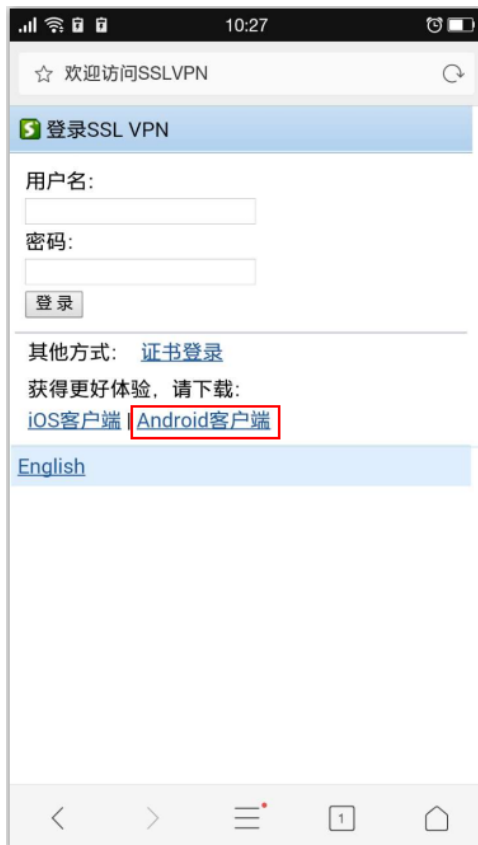 10:27
欢迎访问SSLVPN
登录SSL VPN
用户名:
密码:
登 录
其他方式: 证书登录
获得更好体验，请下载:
iOS客户端 | Android客户端
English
1